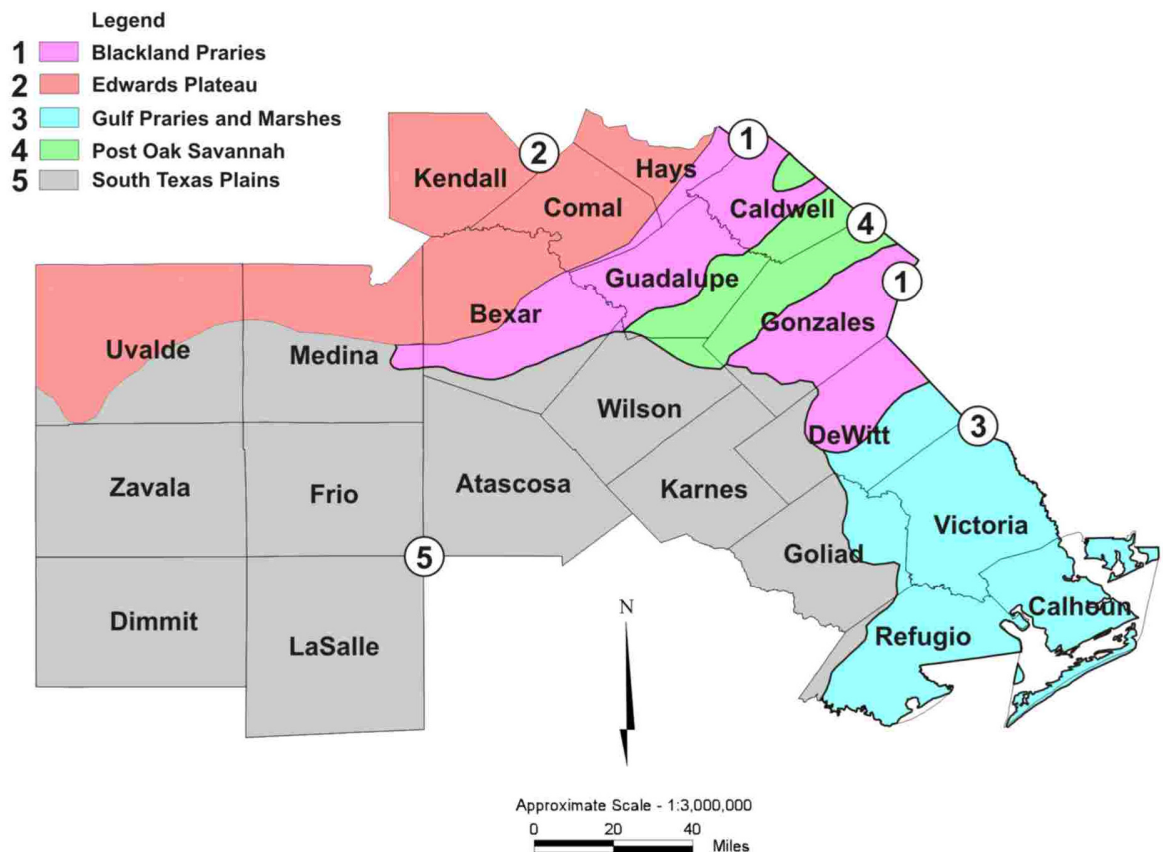 Legend
1 Blackland Praries
2 Edwards Plateau
3 Gulf Praries and Marshes
4 Post Oak Savannah
5 South Texas Plains
1
2
Hays
Kendall
Comal
Caldwell
4
Guadalupe
1
Bexar
Gonzales
Uvalde
Medina
Wilson
3
DeWitt
Zavala
Frio
Atascosa
Karnes
Victoria
5
Goliad
Calhoun
N
Dimmit
Refugio
LaSalle
Approximate Scale - 1:3,000,000
0 20 40
Miles